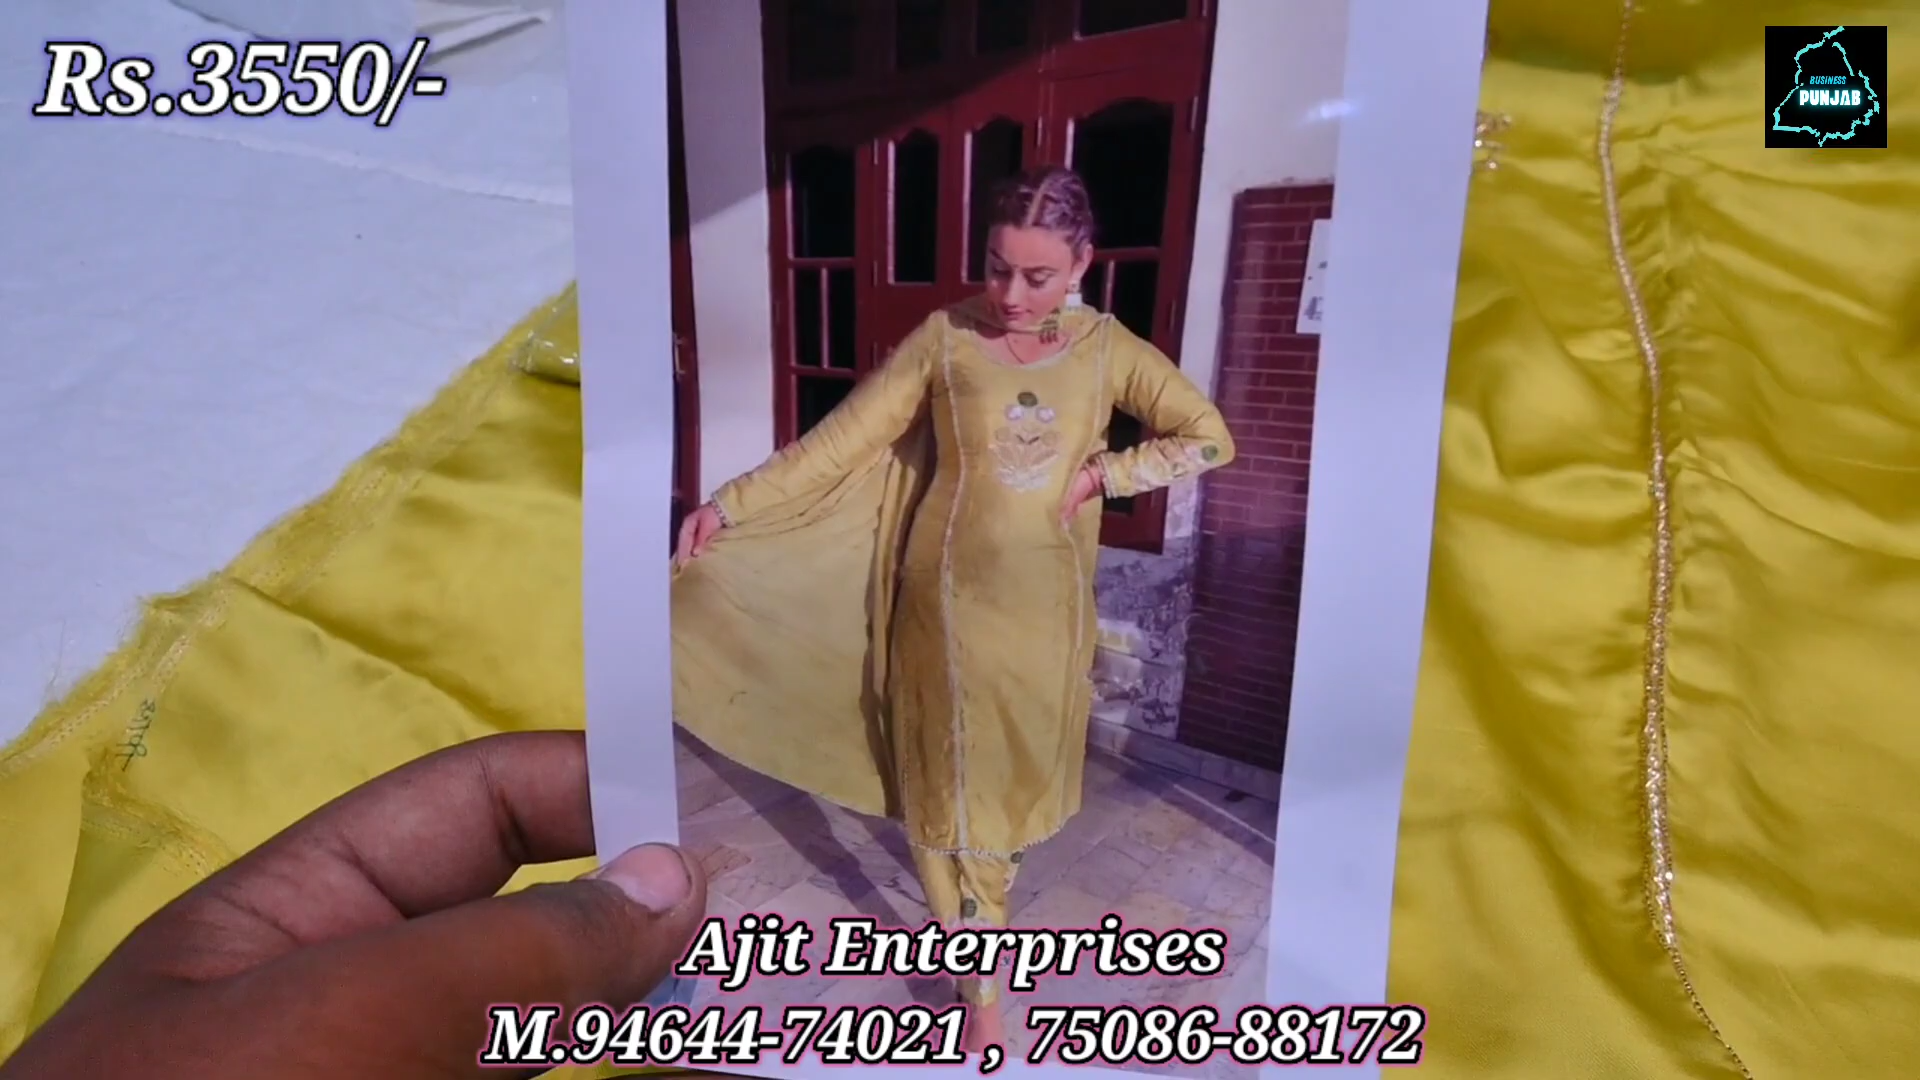 Rs.3550/-
BUSINESS
PUNJAB
Ajit Enterprises
M.94644-74021 , 75086-88172